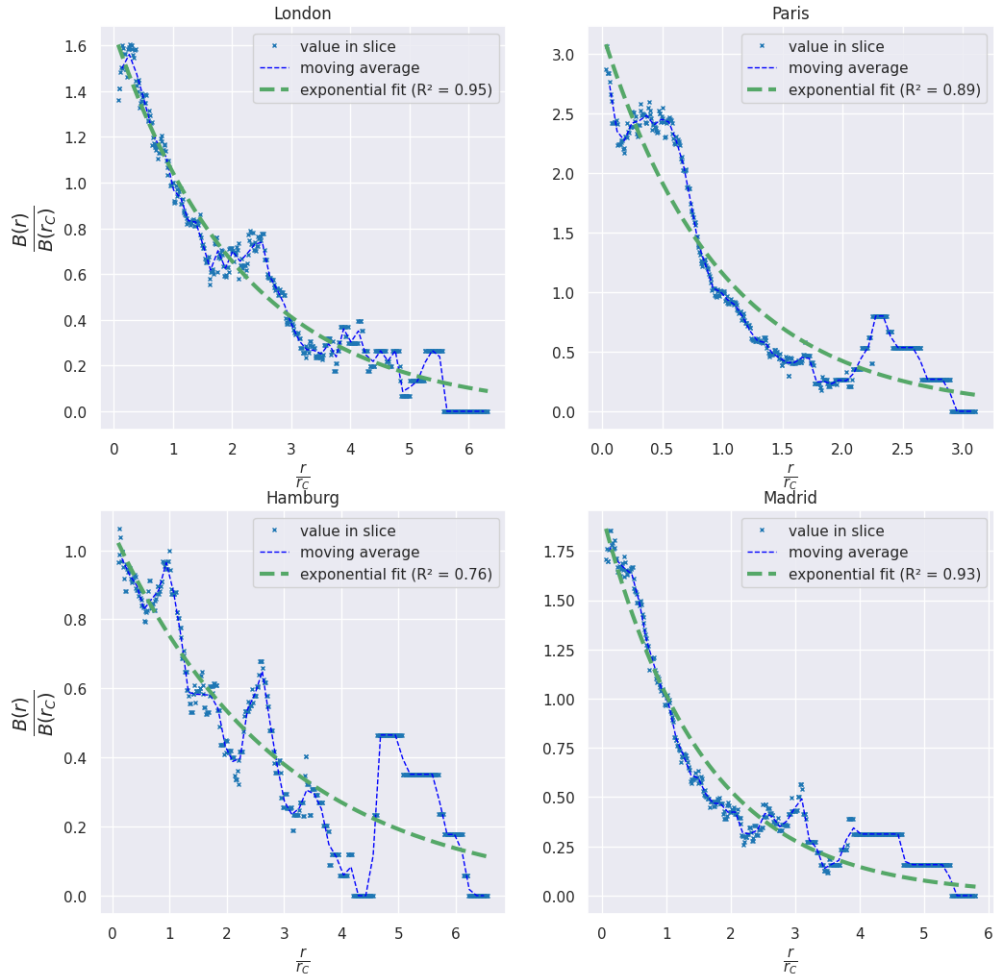 London
1.6
1.4
1.2
1.0
0.8
0.6
0.4
0.2
0.0
B(r)
B(r_C)
value in slice
moving average
exponential fit (R² = 0.95)
0 1 2 3 4 5 6
r
r_C
Paris
3.0
2.5
2.0
1.5
1.0
0.5
0.0
value in slice
moving average
exponential fit (R² = 0.89)
0.0 0.5 1.0 1.5 2.0 2.5 3.0
r
r_C
Hamburg
1.0
0.8
0.6
0.4
0.2
0.0
B(r)
B(r_C)
value in slice
moving average
exponential fit (R² = 0.76)
0 1 2 3 4 5 6
r
r_C
Madrid
1.75
1.50
1.25
1.00
0.75
0.50
0.25
0.00
value in slice
moving average
exponential fit (R² = 0.93)
0 1 2 3 4 5 6
r
r_C